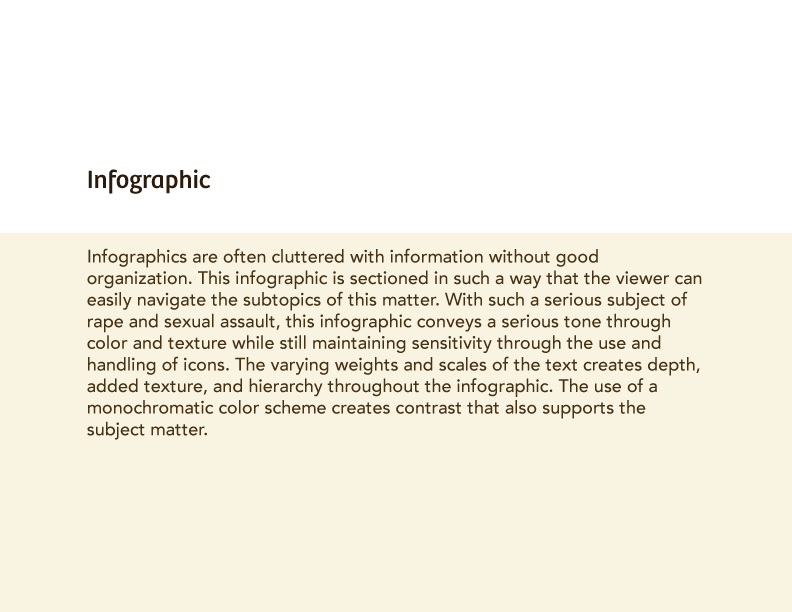 Infographic
Infographics are often cluttered with information without good
organization. This infographic is sectioned in such a way that the viewer can
easily navigate the subtopics of this matter. With such a serious subject of
rape and sexual assault, this infographic conveys a serious tone through
color and texture while still maintaining sensitivity through the use and
handling of icons. The varying weights and scales of the text creates depth,
added texture, and hierarchy throughout the infographic. The use of a
monochromatic color scheme creates contrast that also supports the
subject matter.